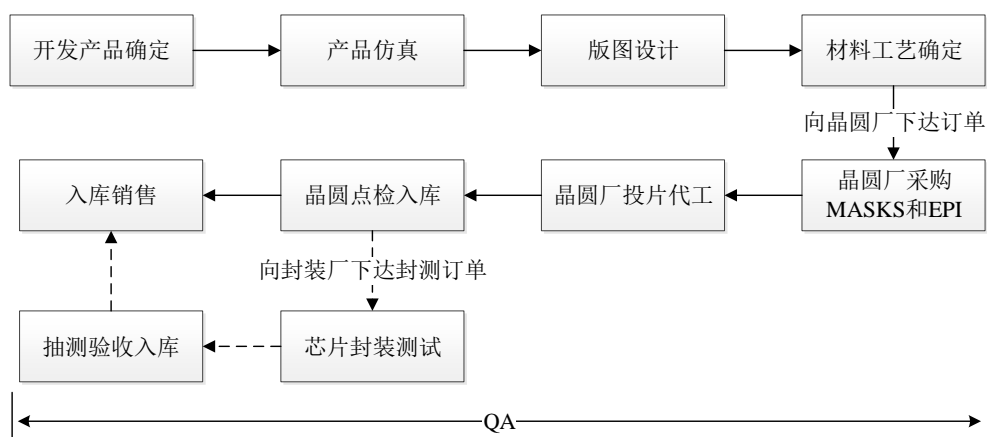 开发产品确定
产品仿真
版图设计
材料工艺确定
向晶圆厂下达订单
入库销售
晶圆点检入库
晶圆厂投片代工
晶圆厂采购
MASKS和EPI
向封装厂下达封测订单
抽测验收入库
芯片封装测试
QA